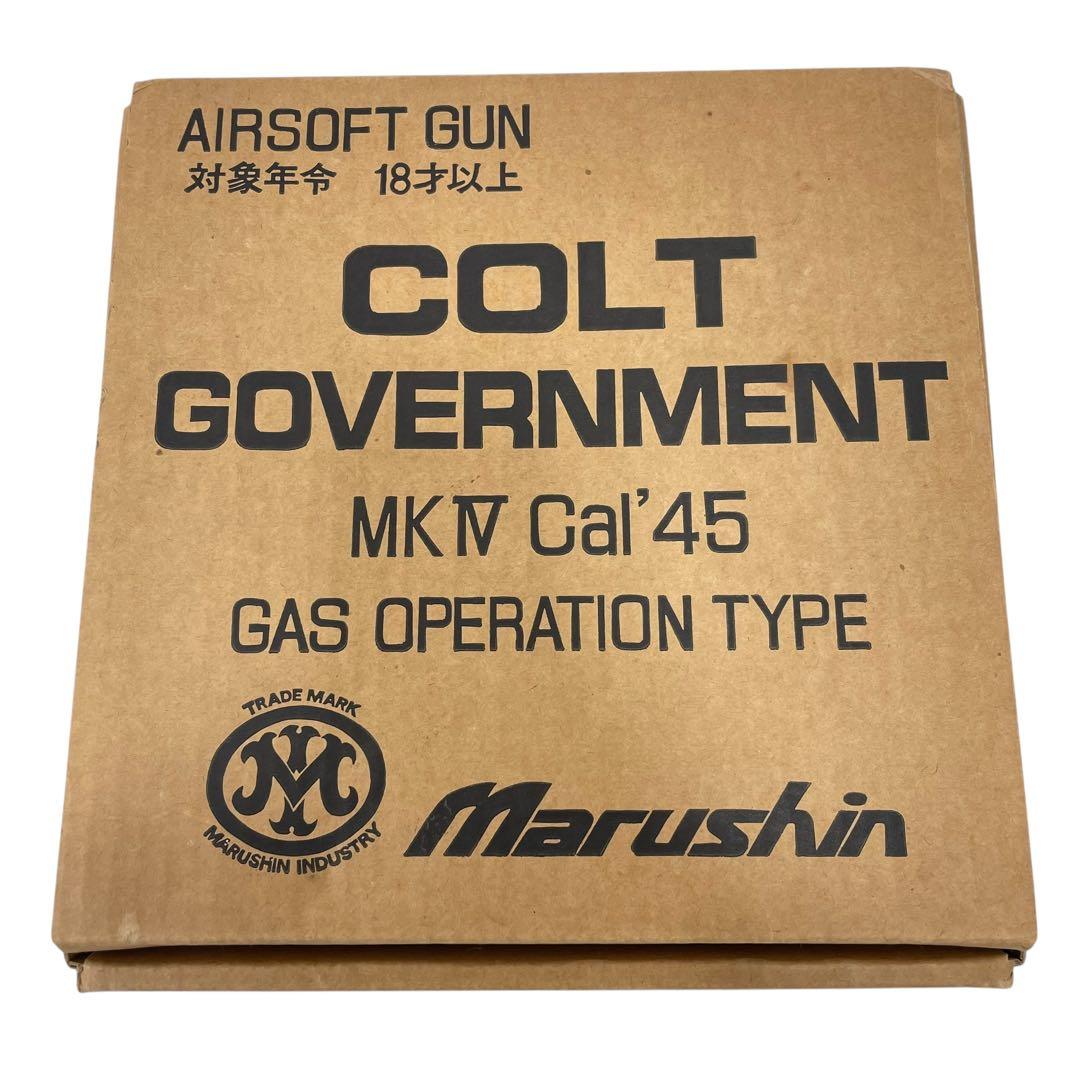 AIRSOFT GUN
対象年令 18才以上
COLT
GOVERNMENT
MKⅣ Cal'45
GAS OPERATION TYPE
TRADE MARK
M
MARUSHIN INDUSTRY
Marushin